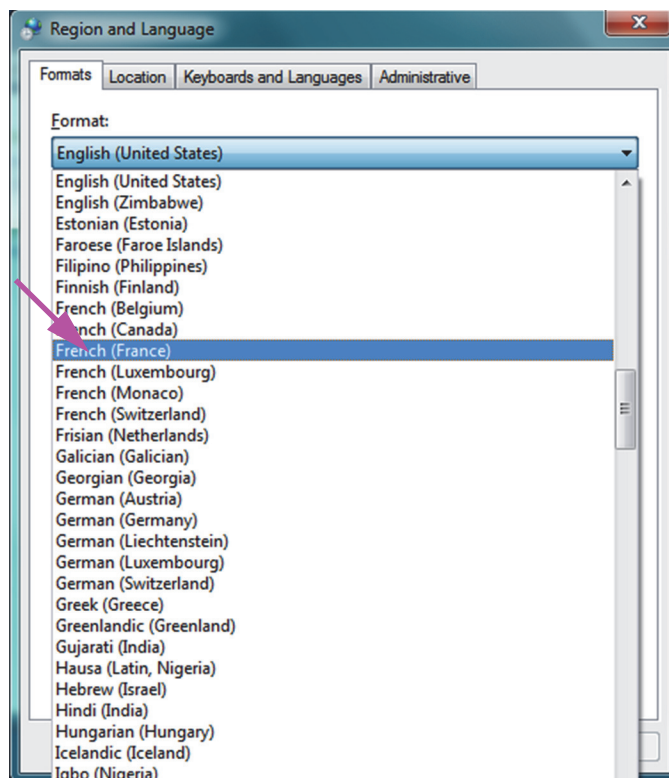 Region and Language
Formats Location Keyboards and Languages Administrative
Format:
English (United States)
English (United States)
English (Zimbabwe)
Estonian (Estonia)
Faroese (Faroe Islands)
Filipino (Philippines)
Finnish (Finland)
French (Belgium)
French (Canada)
French (France)
French (Luxembourg)
French (Monaco)
French (Switzerland)
Frisian (Netherlands)
Galician (Galician)
Georgian (Georgia)
German (Austria)
German (Germany)
German (Liechtenstein)
German (Luxembourg)
German (Switzerland)
Greek (Greece)
Greenlandic (Greenland)
Gujarati (India)
Hausa (Latin, Nigeria)
Hebrew (Israel)
Hindi (India)
Hungarian (Hungary)
Icelandic (Iceland)
Igbo (Nigeria)